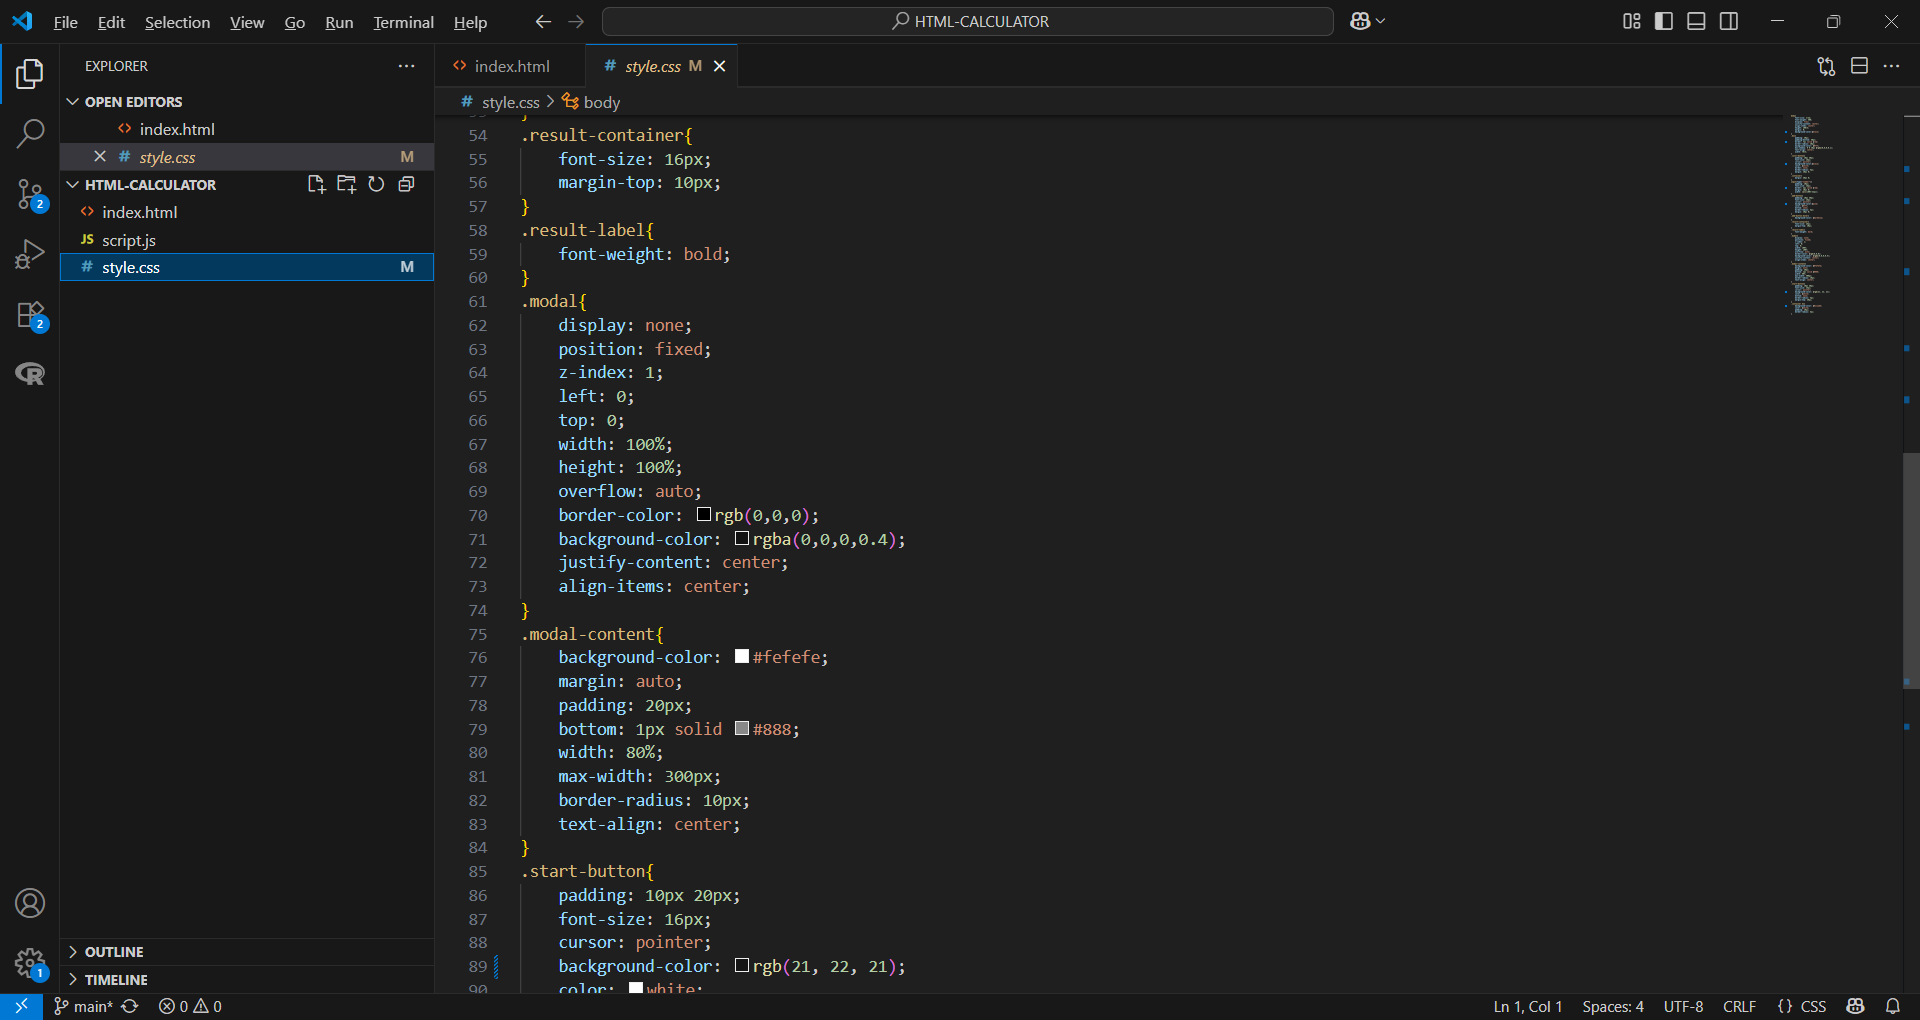 File Edit Selection View Go Run Terminal Help
HTML-CALCULATOR
EXPLORER
OPEN EDITORS
index.html
style.css M
HTML-CALCULATOR
index.html
JS script.js
# style.css M
2
2
R
1
OUTLINE
TIMELINE
index.html
# style.css M
# style.css > body
54 .result-container{
55 font-size: 16px;
56 margin-top: 10px;
57 }
58 .result-label{
59 font-weight: bold;
60 }
61 .modal{
62 display: none;
63 position: fixed;
64 z-index: 1;
65 left: 0;
66 top: 0;
67 width: 100%;
68 height: 100%;
69 overflow: auto;
70 border-color: rgb(0,0,0);
71 background-color: rgba(0,0,0,0.4);
72 justify-content: center;
73 align-items: center;
74 }
75 .modal-content{
76 background-color: #fefefe;
77 margin: auto;
78 padding: 20px;
79 bottom: 1px solid #888;
80 width: 80%;
81 max-width: 300px;
82 border-radius: 10px;
83 text-align: center;
84 }
85 .start-button{
86 padding: 10px 20px;
87 font-size: 16px;
88 cursor: pointer;
89 background-color: rgb(21, 22, 21);
90 color: white;
main* 0 0
Ln 1, Col 1 Spaces: 4 UTF-8 CRLF {} CSS